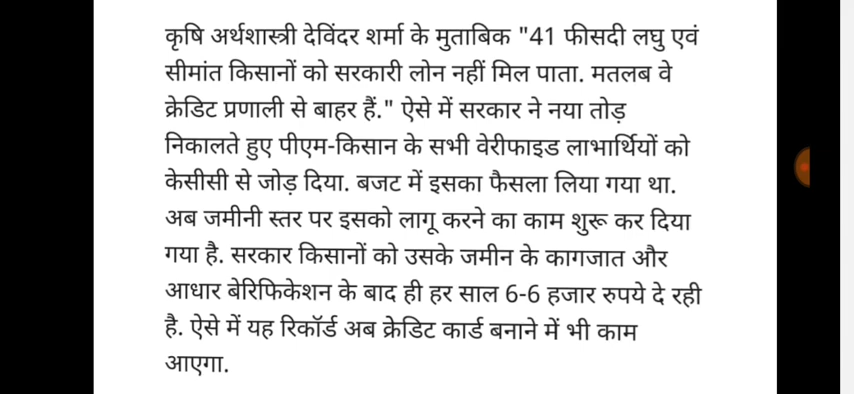 कृषि अर्थशास्त्री देविंदर शर्मा के मुताबिक "41 फीसदी लघु एवं
सीमांत किसानों को सरकारी लोन नहीं मिल पाता. मतलब वे
क्रेडिट प्रणाली से बाहर हैं." ऐसे में सरकार ने नया तोड़
निकालते हुए पीएम-किसान के सभी वेरीफाइड लाभार्थियों को
केसीसी से जोड़ दिया. बजट में इसका फैसला लिया गया था.
अब जमीनी स्तर पर इसको लागू करने का काम शुरू कर दिया
गया है. सरकार किसानों को उसके जमीन के कागजात और
आधार बेरिफिकेशन के बाद ही हर साल 6-6 हजार रुपये दे रही
है. ऐसे में यह रिकॉर्ड अब क्रेडिट कार्ड बनाने में भी काम
आएगा.